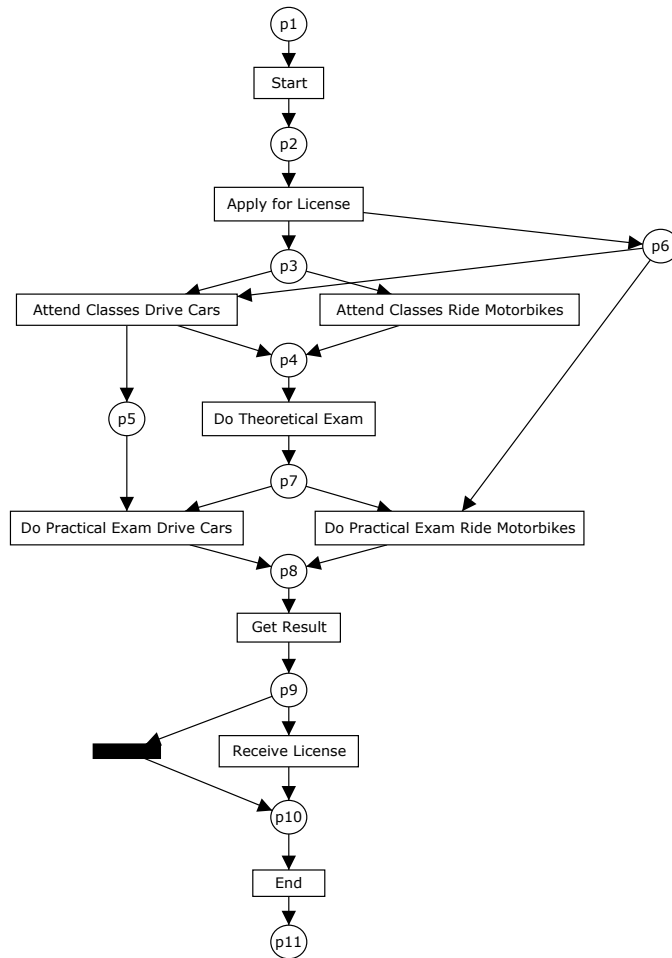 p1
Start
p2
Apply for License
p6
p3
Attend Classes Drive Cars
Attend Classes Ride Motorbikes
p4
p5
Do Theoretical Exam
p7
Do Practical Exam Drive Cars
Do Practical Exam Ride Motorbikes
p8
Get Result
p9
Receive License
p10
End
p11